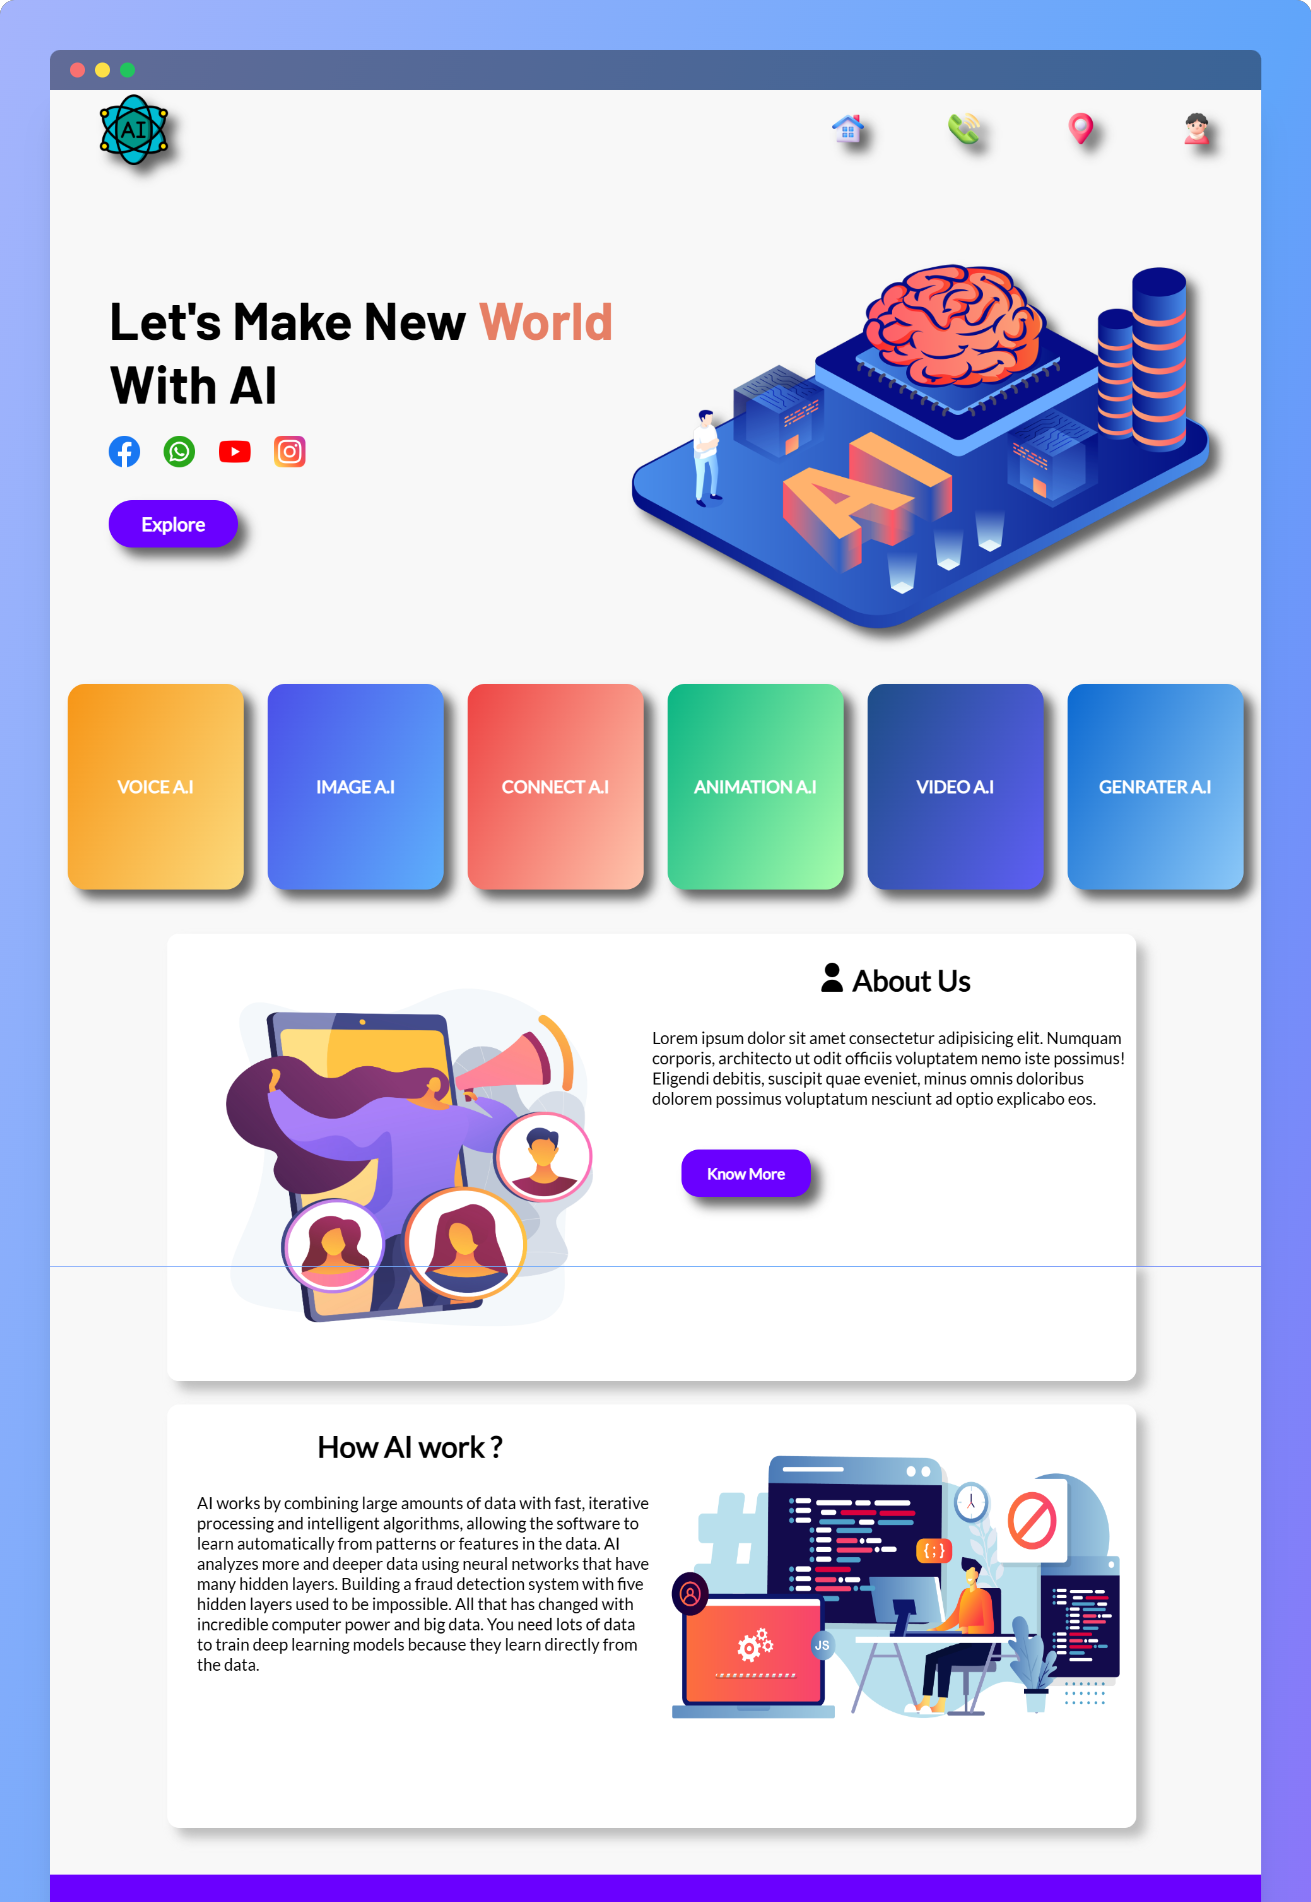 AI
Let's Make New World
With AI
Explore
AI
VOICE A.I
IMAGE A.I
CONNECT A.I
ANIMATION A.I
VIDEO A.I
GENRATER A.I
About Us
Lorem ipsum dolor sit amet consectetur adipisicing elit. Numquam
corporis, architecto ut odit officiis voluptatem nemo iste possimus!
Eligendi debitis, suscipit quae eveniet, minus omnis doloribus
dolorem possimus voluptatum nesciunt ad optio explicabo eos.
Know More
How AI work ?
AI works by combining large amounts of data with fast, iterative
processing and intelligent algorithms, allowing the software to
learn automatically from patterns or features in the data. AI
analyzes more and deeper data using neural networks that have
many hidden layers. Building a fraud detection system with five
hidden layers used to be impossible. All that has changed with
incredible computer power and big data. You need lots of data
to train deep learning models because they learn directly from
the data.
#
{ ; }
JS